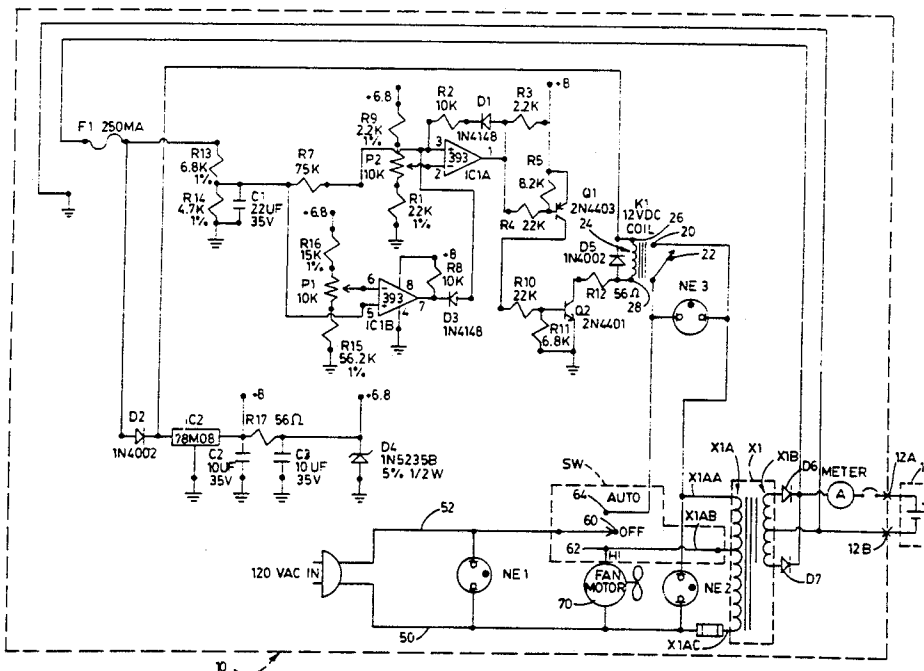 F1 250MA
R13
6.8K
1%
R14
4.7K
1%
C1
22UF
35V
R7
75K
+6.8
R9
2.2K
1%
P2
10K
R1
22K
1%
R2
10K
D1
1N4148
R3
2.2K
+8
3
2
393
1
IC1A
R5
8.2K
Q1
2N4403
R4 22K
+6.8
R16
15K
1%
P1
10K
R15
56.2K
1%
6
5
393
8
4
7
IC1B
+8
R8
10K
D3
1N4148
R10
22K
R11
6.8K
Q2
2N4401
R12
56Ω
28
K1
12VDC
COIL
24
26
20
22
D5
1N4002
NE 3
D2
1N4002
IC2
78M08
+8
R17 56Ω
C2
10UF
35V
C3
10UF
35V
+6.8
D4
1N5235B
5% 1/2W
SW
AUTO
64
60
OFF
62
HI
52
120 VAC IN
NE 1
50
FAN
MOTOR
70
NE 2
X1A
X1
X1AA
X1B
X1AB
X1AC
D6
D7
METER
A
12A
12B
10